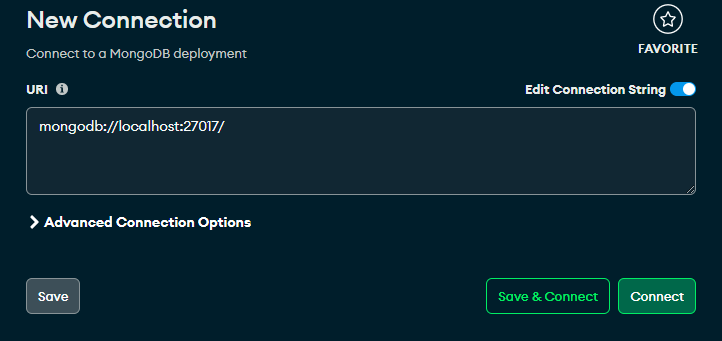 New Connection
FAVORITE
Connect to a MongoDB deployment
URI
Edit Connection String
mongodb://localhost:27017/
Advanced Connection Options
Save
Save & Connect
Connect